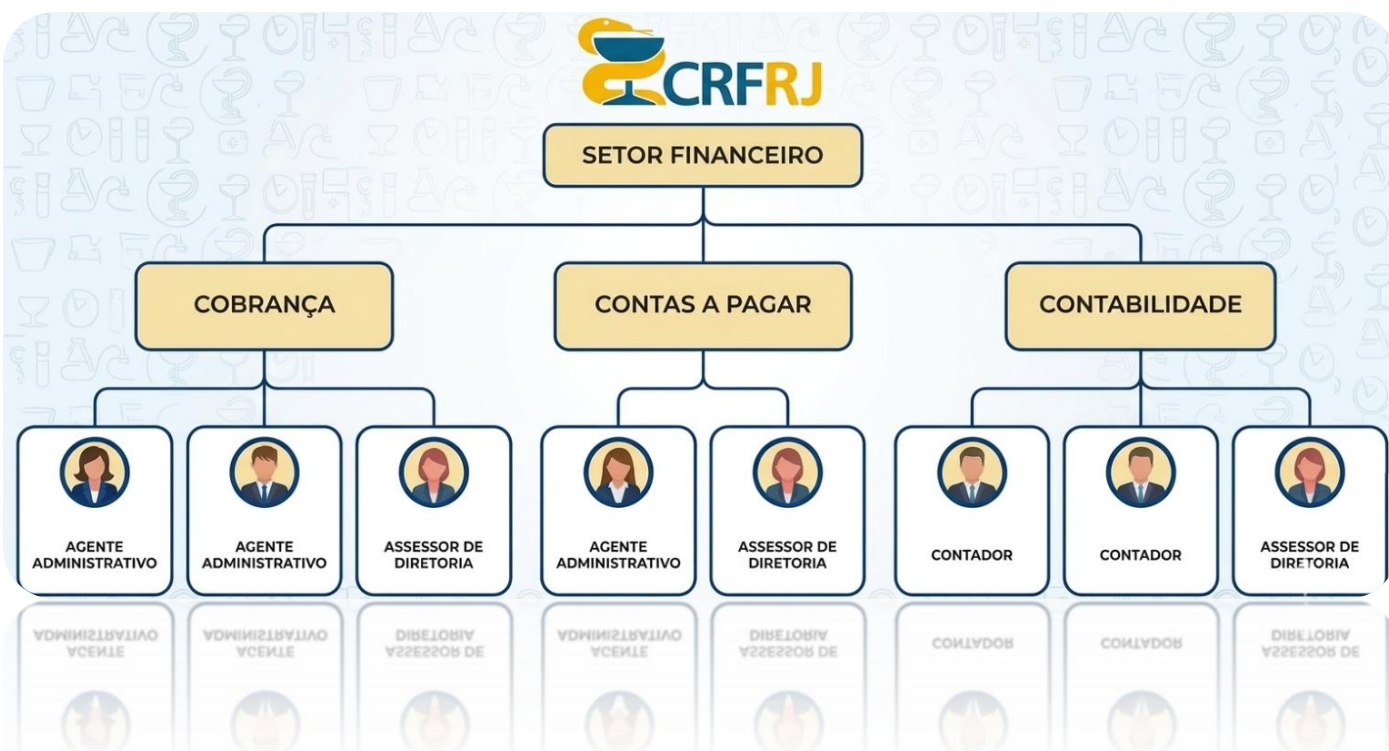 CRFRJ
SETOR FINANCEIRO
COBRANÇA
CONTAS A PAGAR
CONTABILIDADE
AGENTE
ADMINISTRATIVO
AGENTE
ADMINISTRATIVO
ASSESSOR DE
DIRETORIA
AGENTE
ADMINISTRATIVO
ASSESSOR DE
DIRETORIA
CONTADOR
CONTADOR
ASSESSOR DE
DIRETORIA